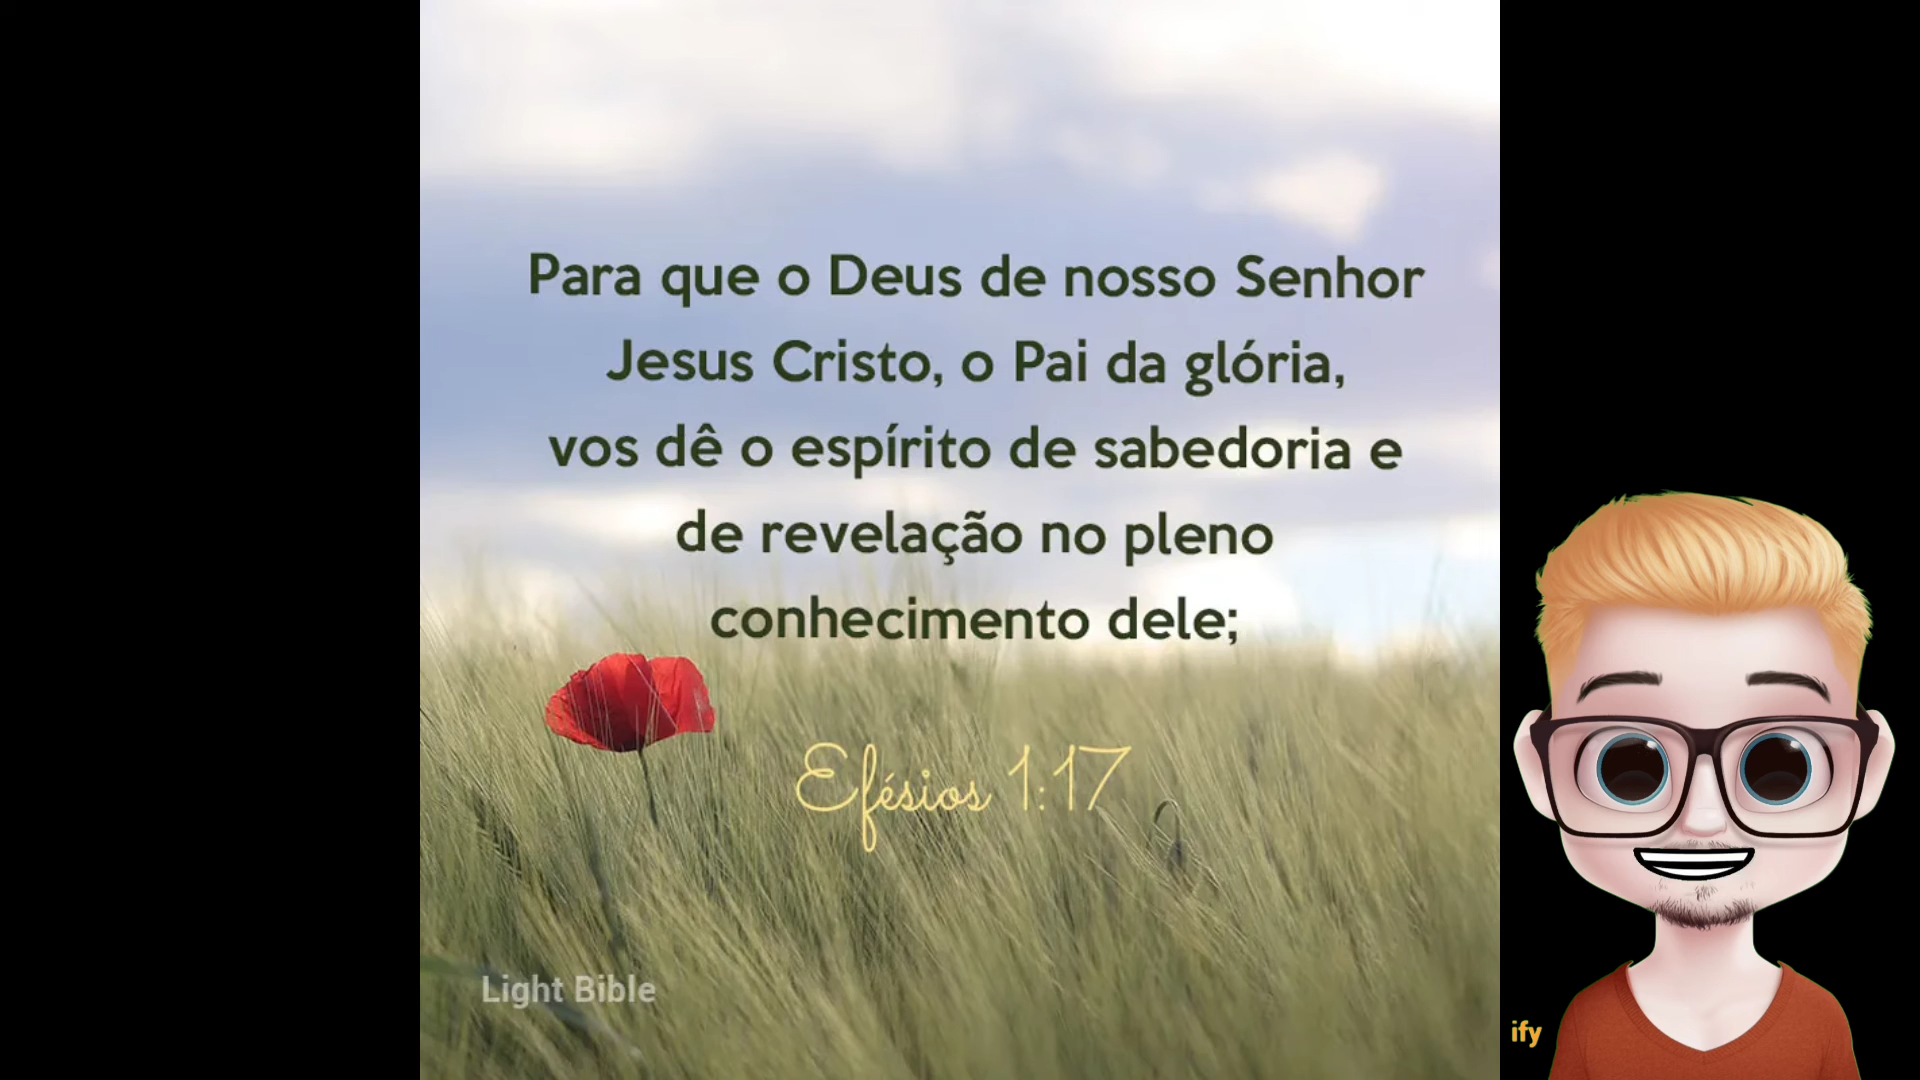 Para que o Deus de nosso Senhor
Jesus Cristo, o Pai da glória,
vos dê o espírito de sabedoria e
de revelação no pleno
conhecimento dele;
Efésios 1:17
Light Bible
ify